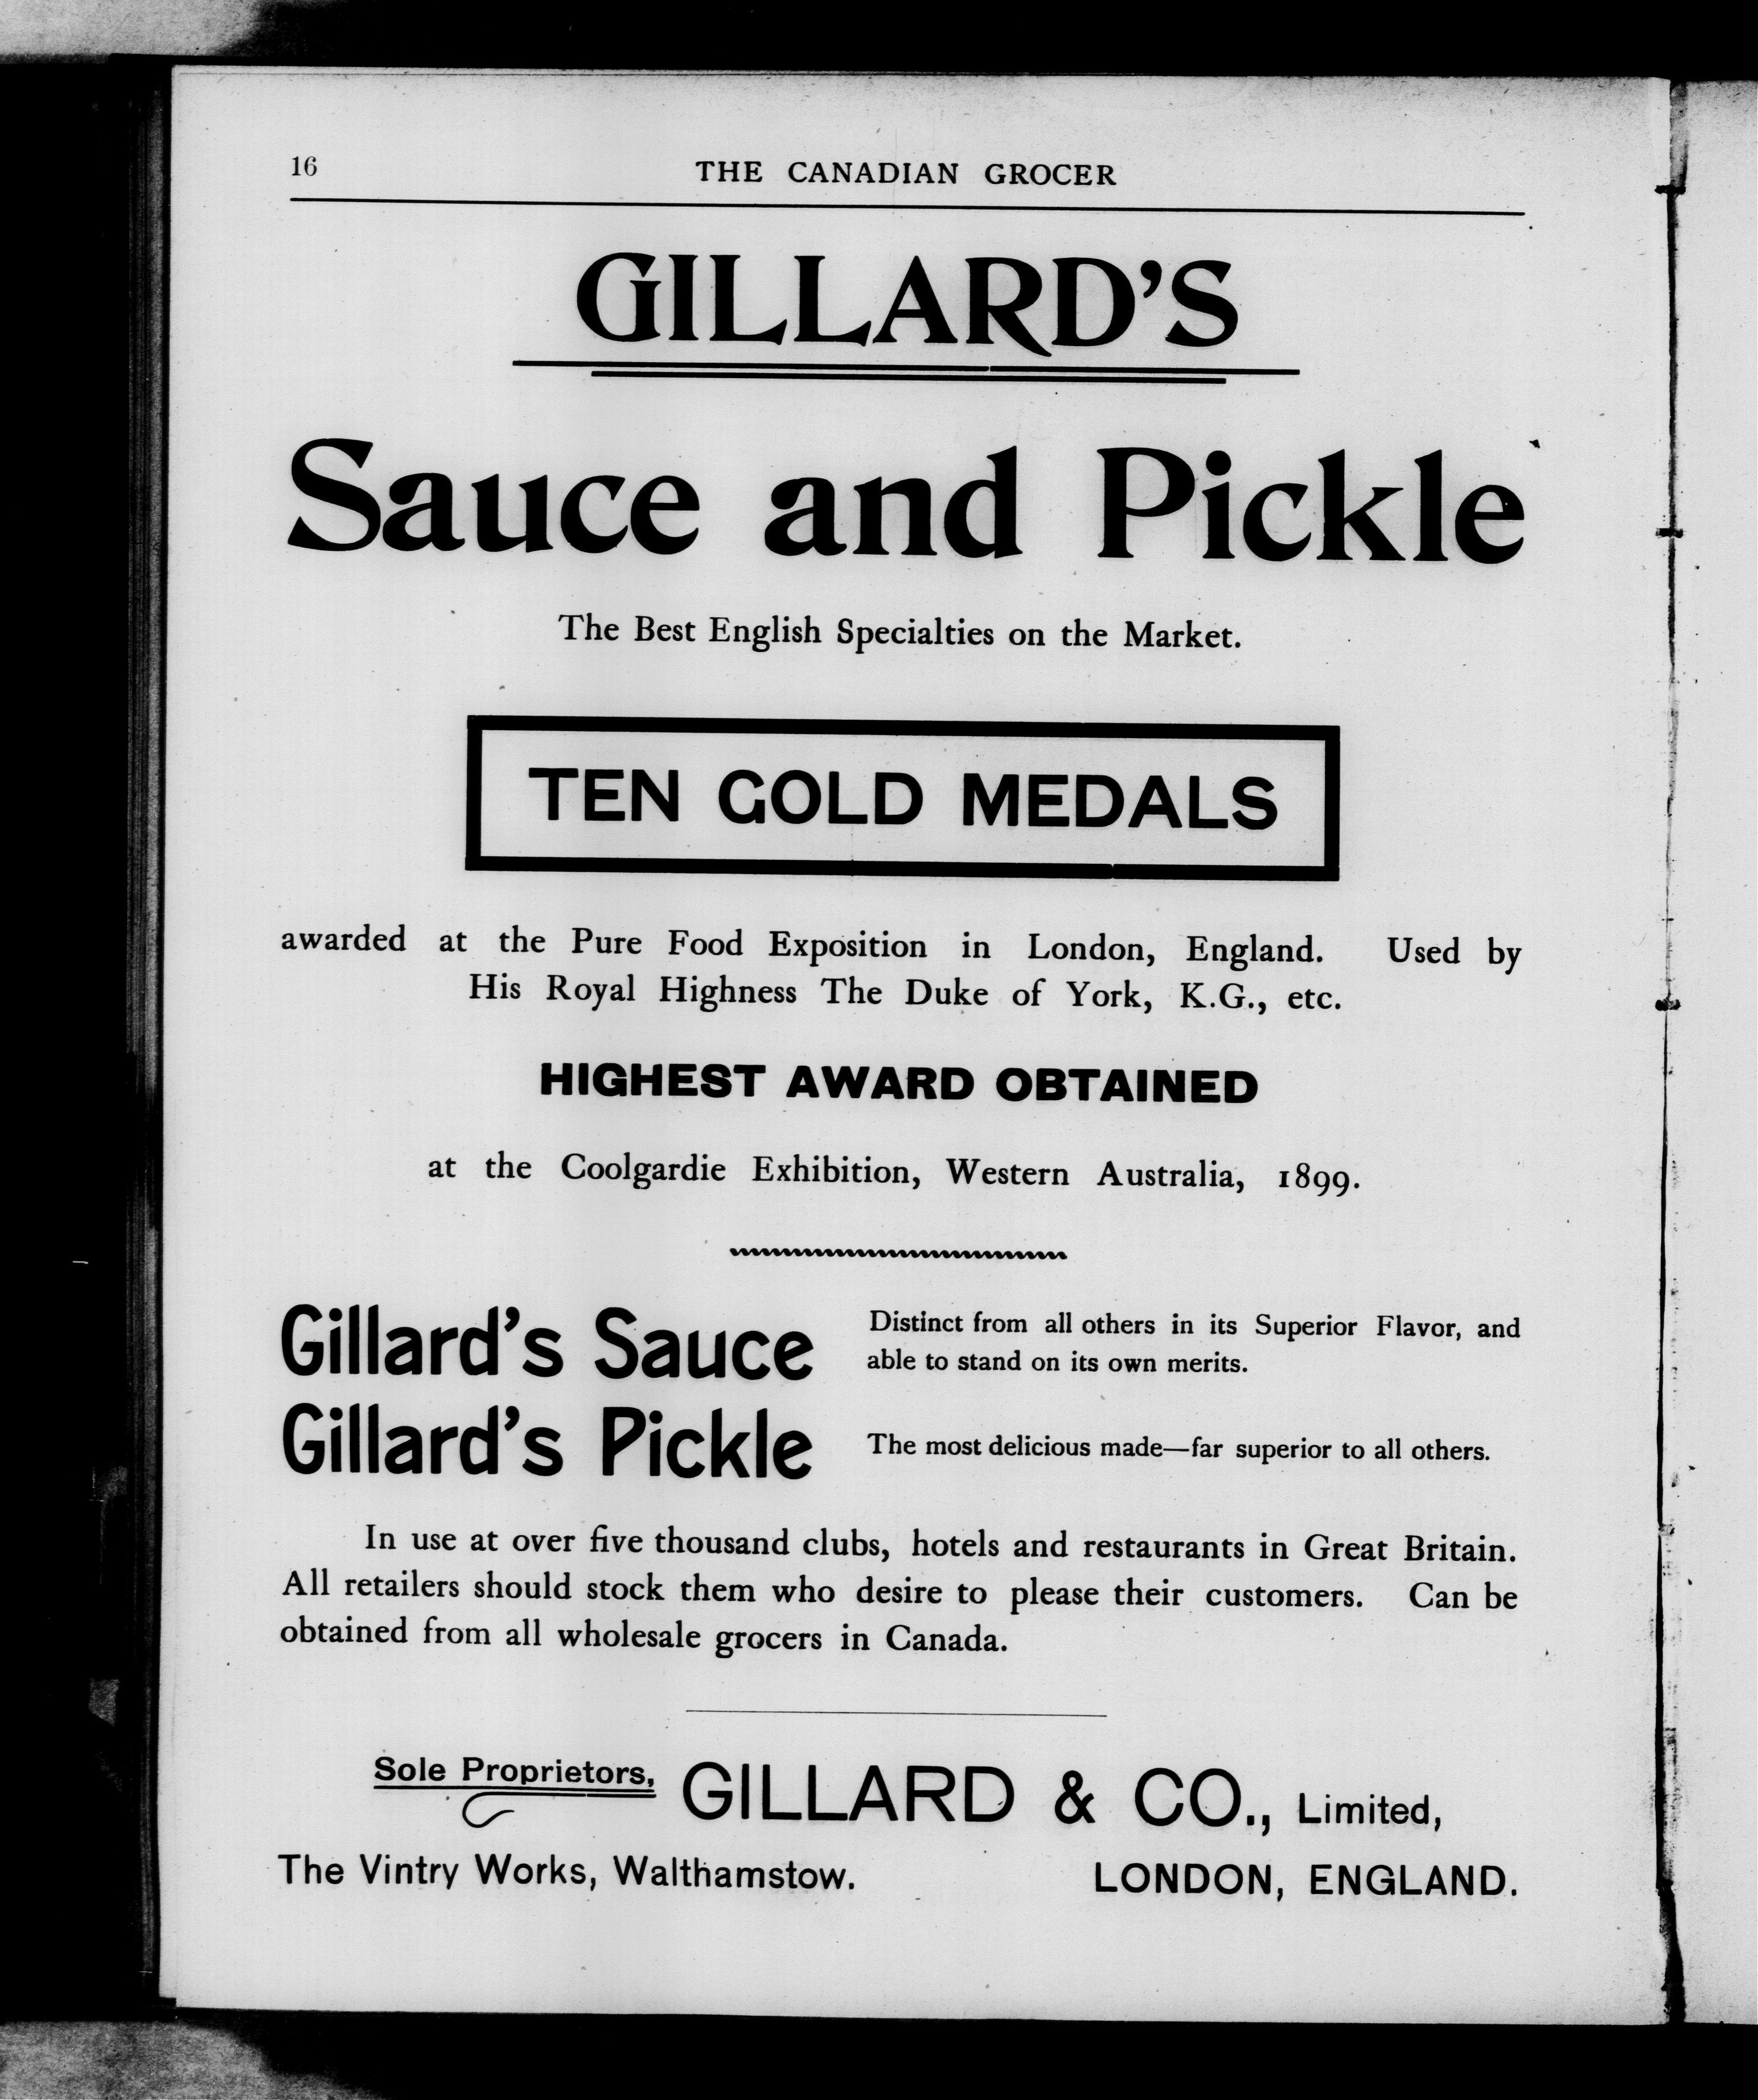 16
THE CANADIAN GROCER
GILLARD'S
Sauce and Pickle
The Best English Specialties on the Market.
TEN GOLD MEDALS
awarded at the Pure Food Exposition in London, England. Used by
His Royal Highness The Duke of York, K.G., etc.
HIGHEST AWARD OBTAINED
at the Coolgardie Exhibition, Western Australia, 1899.
Gillard's Sauce
Distinct from all others in its Superior Flavor, and
able to stand on its own merits.
Gillard's Pickle
The most delicious made—far superior to all others.
In use at over five thousand clubs, hotels and restaurants in Great Britain.
All retailers should stock them who desire to please their customers. Can be
obtained from all wholesale grocers in Canada.
Sole Proprietors, GILLARD & CO., Limited,
The Vintry Works, Walthamstow. LONDON, ENGLAND.